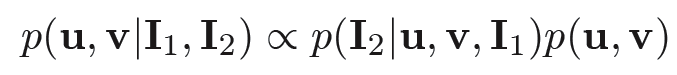 p(u, v|I₁, I₂) ∝ p(I₂|u, v, I₁)p(u, v)